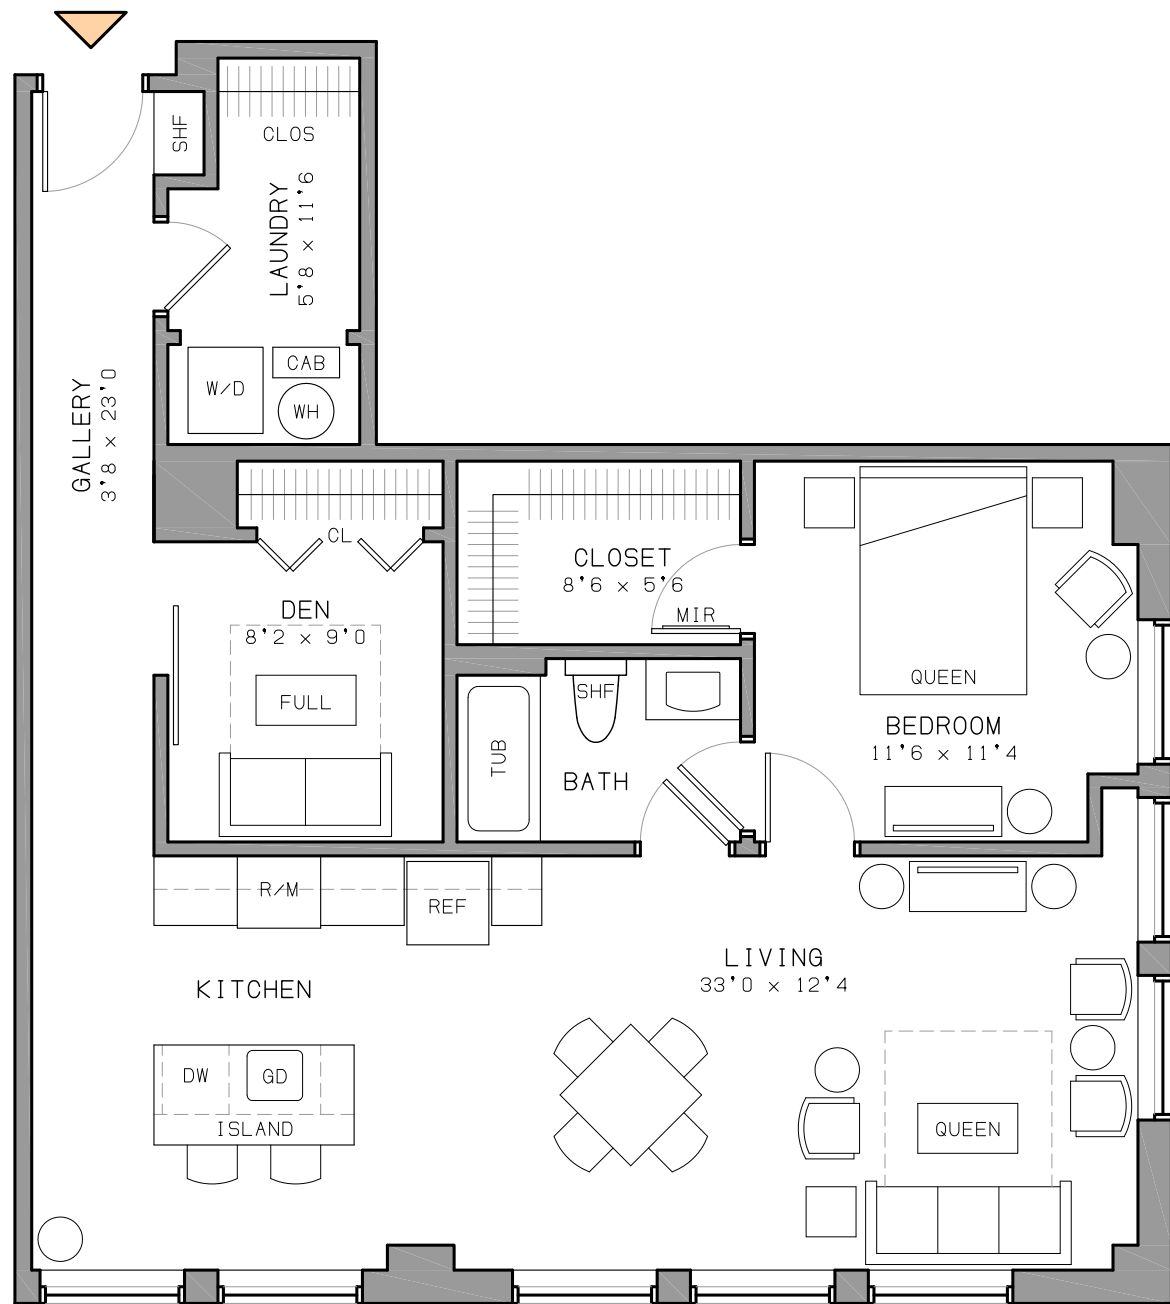 SHF
CLOS
LAUNDRY
5'8 × 11'6
W/D
CAB
WH
GALLERY
3'8 × 23'0
CL
DEN
8'2 × 9'0
FULL
CLOSET
8'6 × 5'6
MIR
QUEEN
BEDROOM
11'6 × 11'4
SHF
TUB
BATH
R/M
REF
KITCHEN
LIVING
33'0 × 12'4
DW
GD
ISLAND
QUEEN